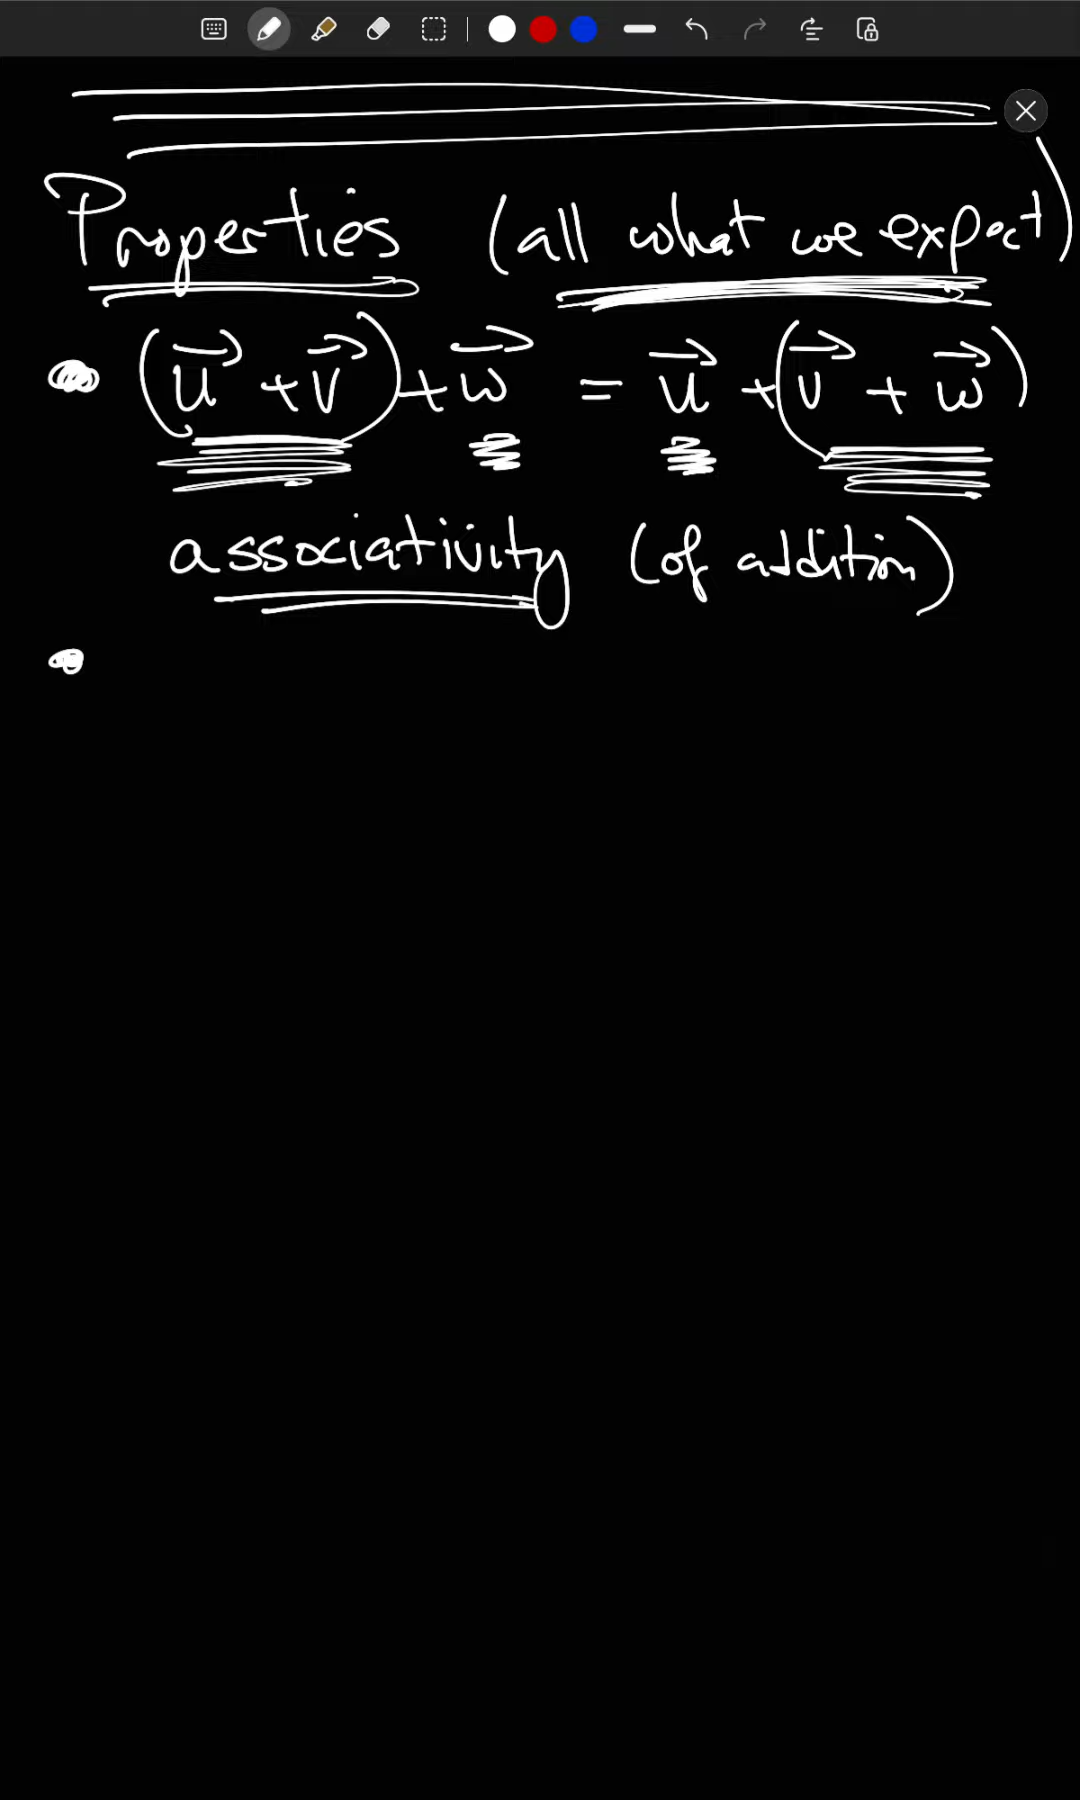 Properties (all what we expect)
• (u⃗ + v⃗) + w⃗ = u⃗ + (v⃗ + w⃗)
associativity (of addition)
•